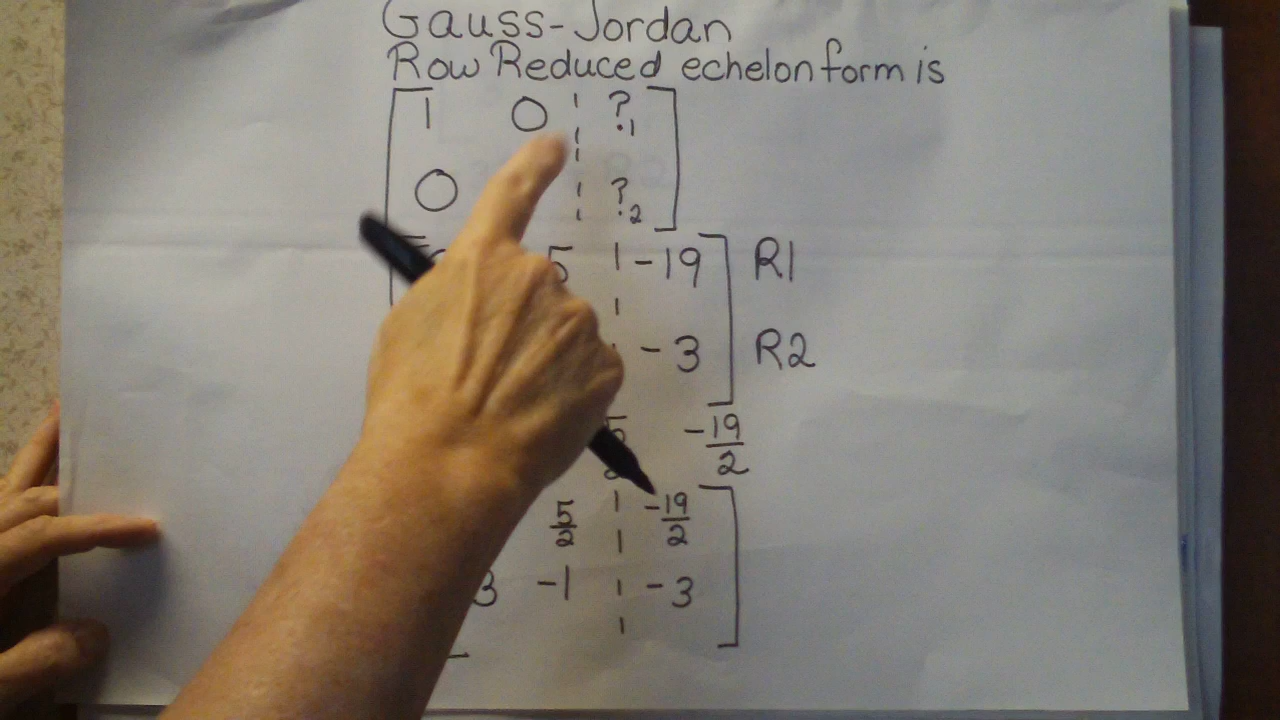 Gauss-Jordan
Row Reduced echelon form is
1 0 ?1
0 ?2
5 -19 R1
-3 R2
-19/2
5/2 -19/2
3 -1 -3